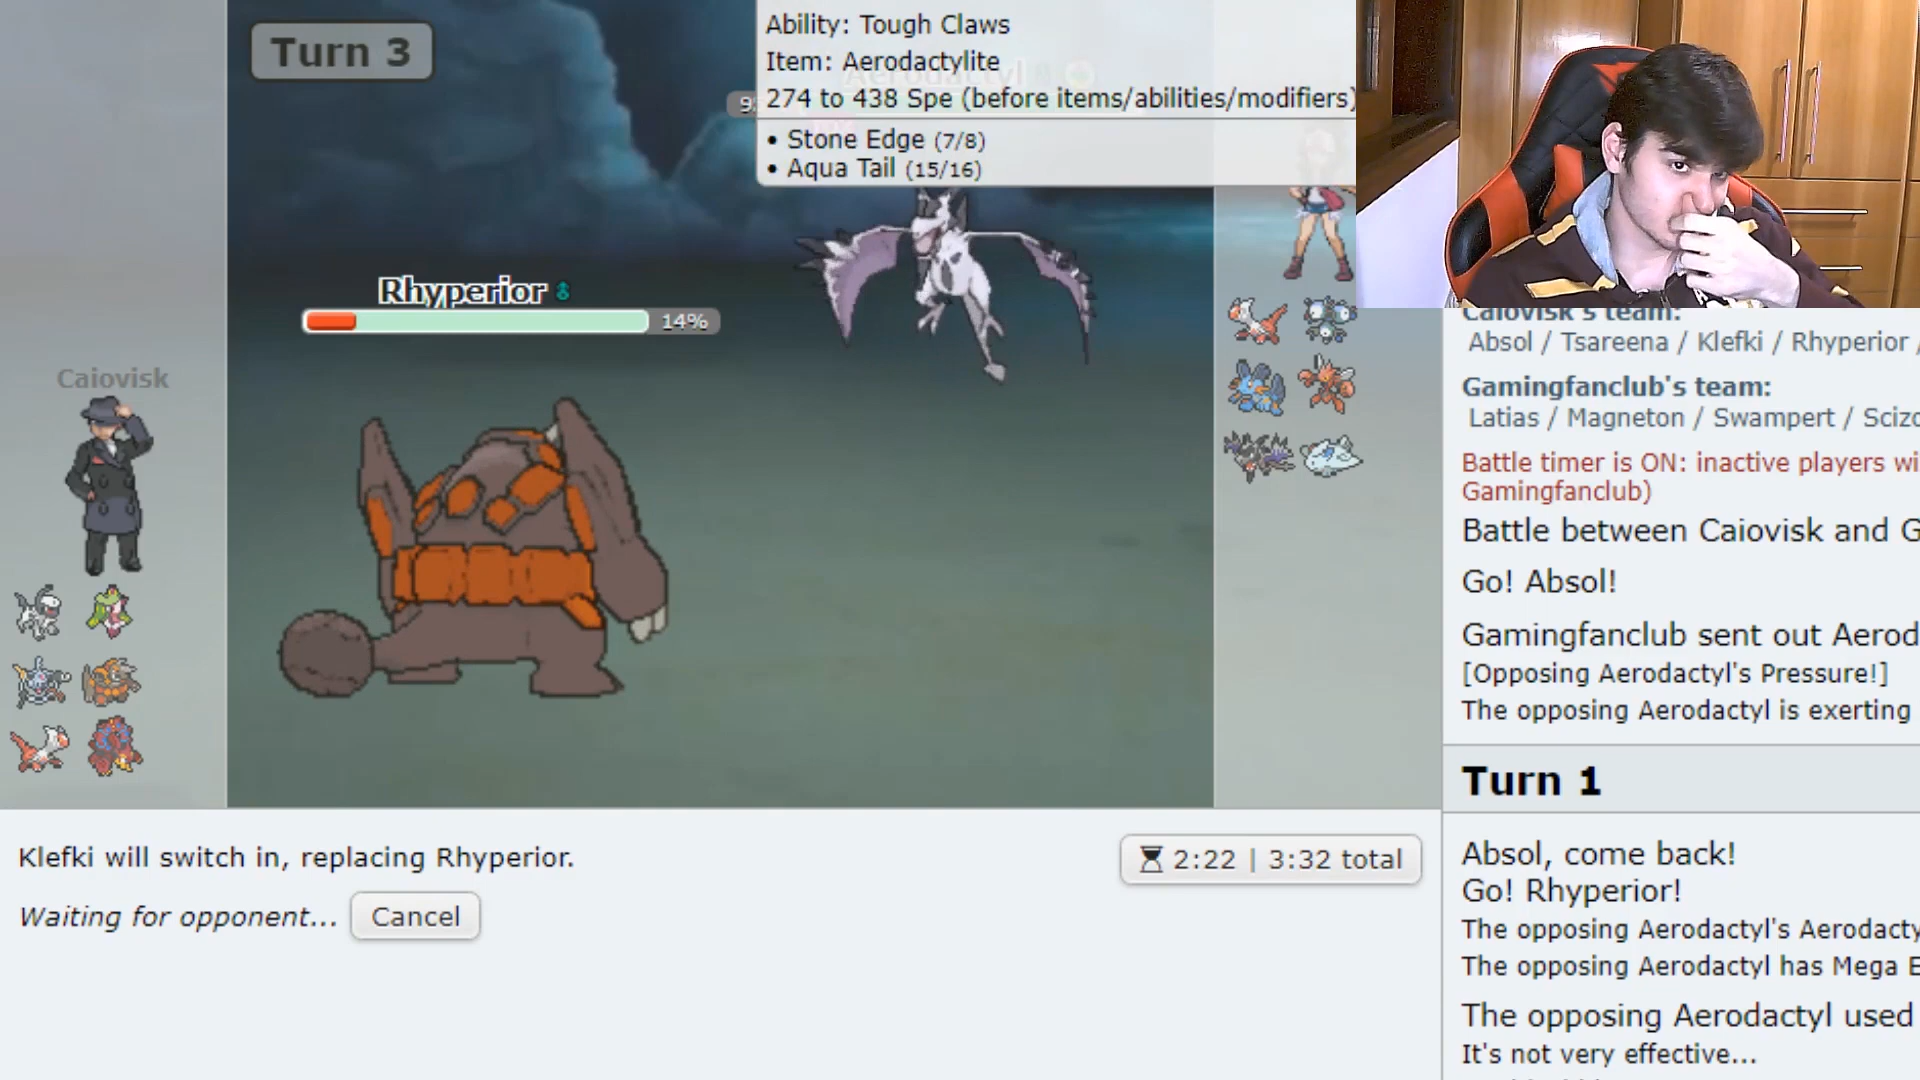 Turn 3
Ability: Tough Claws
Item: Aerodactylite
274 to 438 Spe (before items/abilities/modifiers)
• Stone Edge (7/8)
• Aqua Tail (15/16)
Aerodactyl
Rhyperior
14%
Caiovisk
Klefki will switch in, replacing Rhyperior.
2:22 | 3:32 total
Waiting for opponent...
Cancel
Caiovisk's team:
Absol / Tsareena / Klefki / Rhyperior /
Gamingfanclub's team:
Latias / Magneton / Swampert / Scizo
Battle timer is ON: inactive players wi
Gamingfanclub)
Battle between Caiovisk and G
Go! Absol!
Gamingfanclub sent out Aerod
[Opposing Aerodactyl's Pressure!]
The opposing Aerodactyl is exerting
Turn 1
Absol, come back!
Go! Rhyperior!
The opposing Aerodactyl's Aerodacty
The opposing Aerodactyl has Mega E
The opposing Aerodactyl used
It's not very effective...